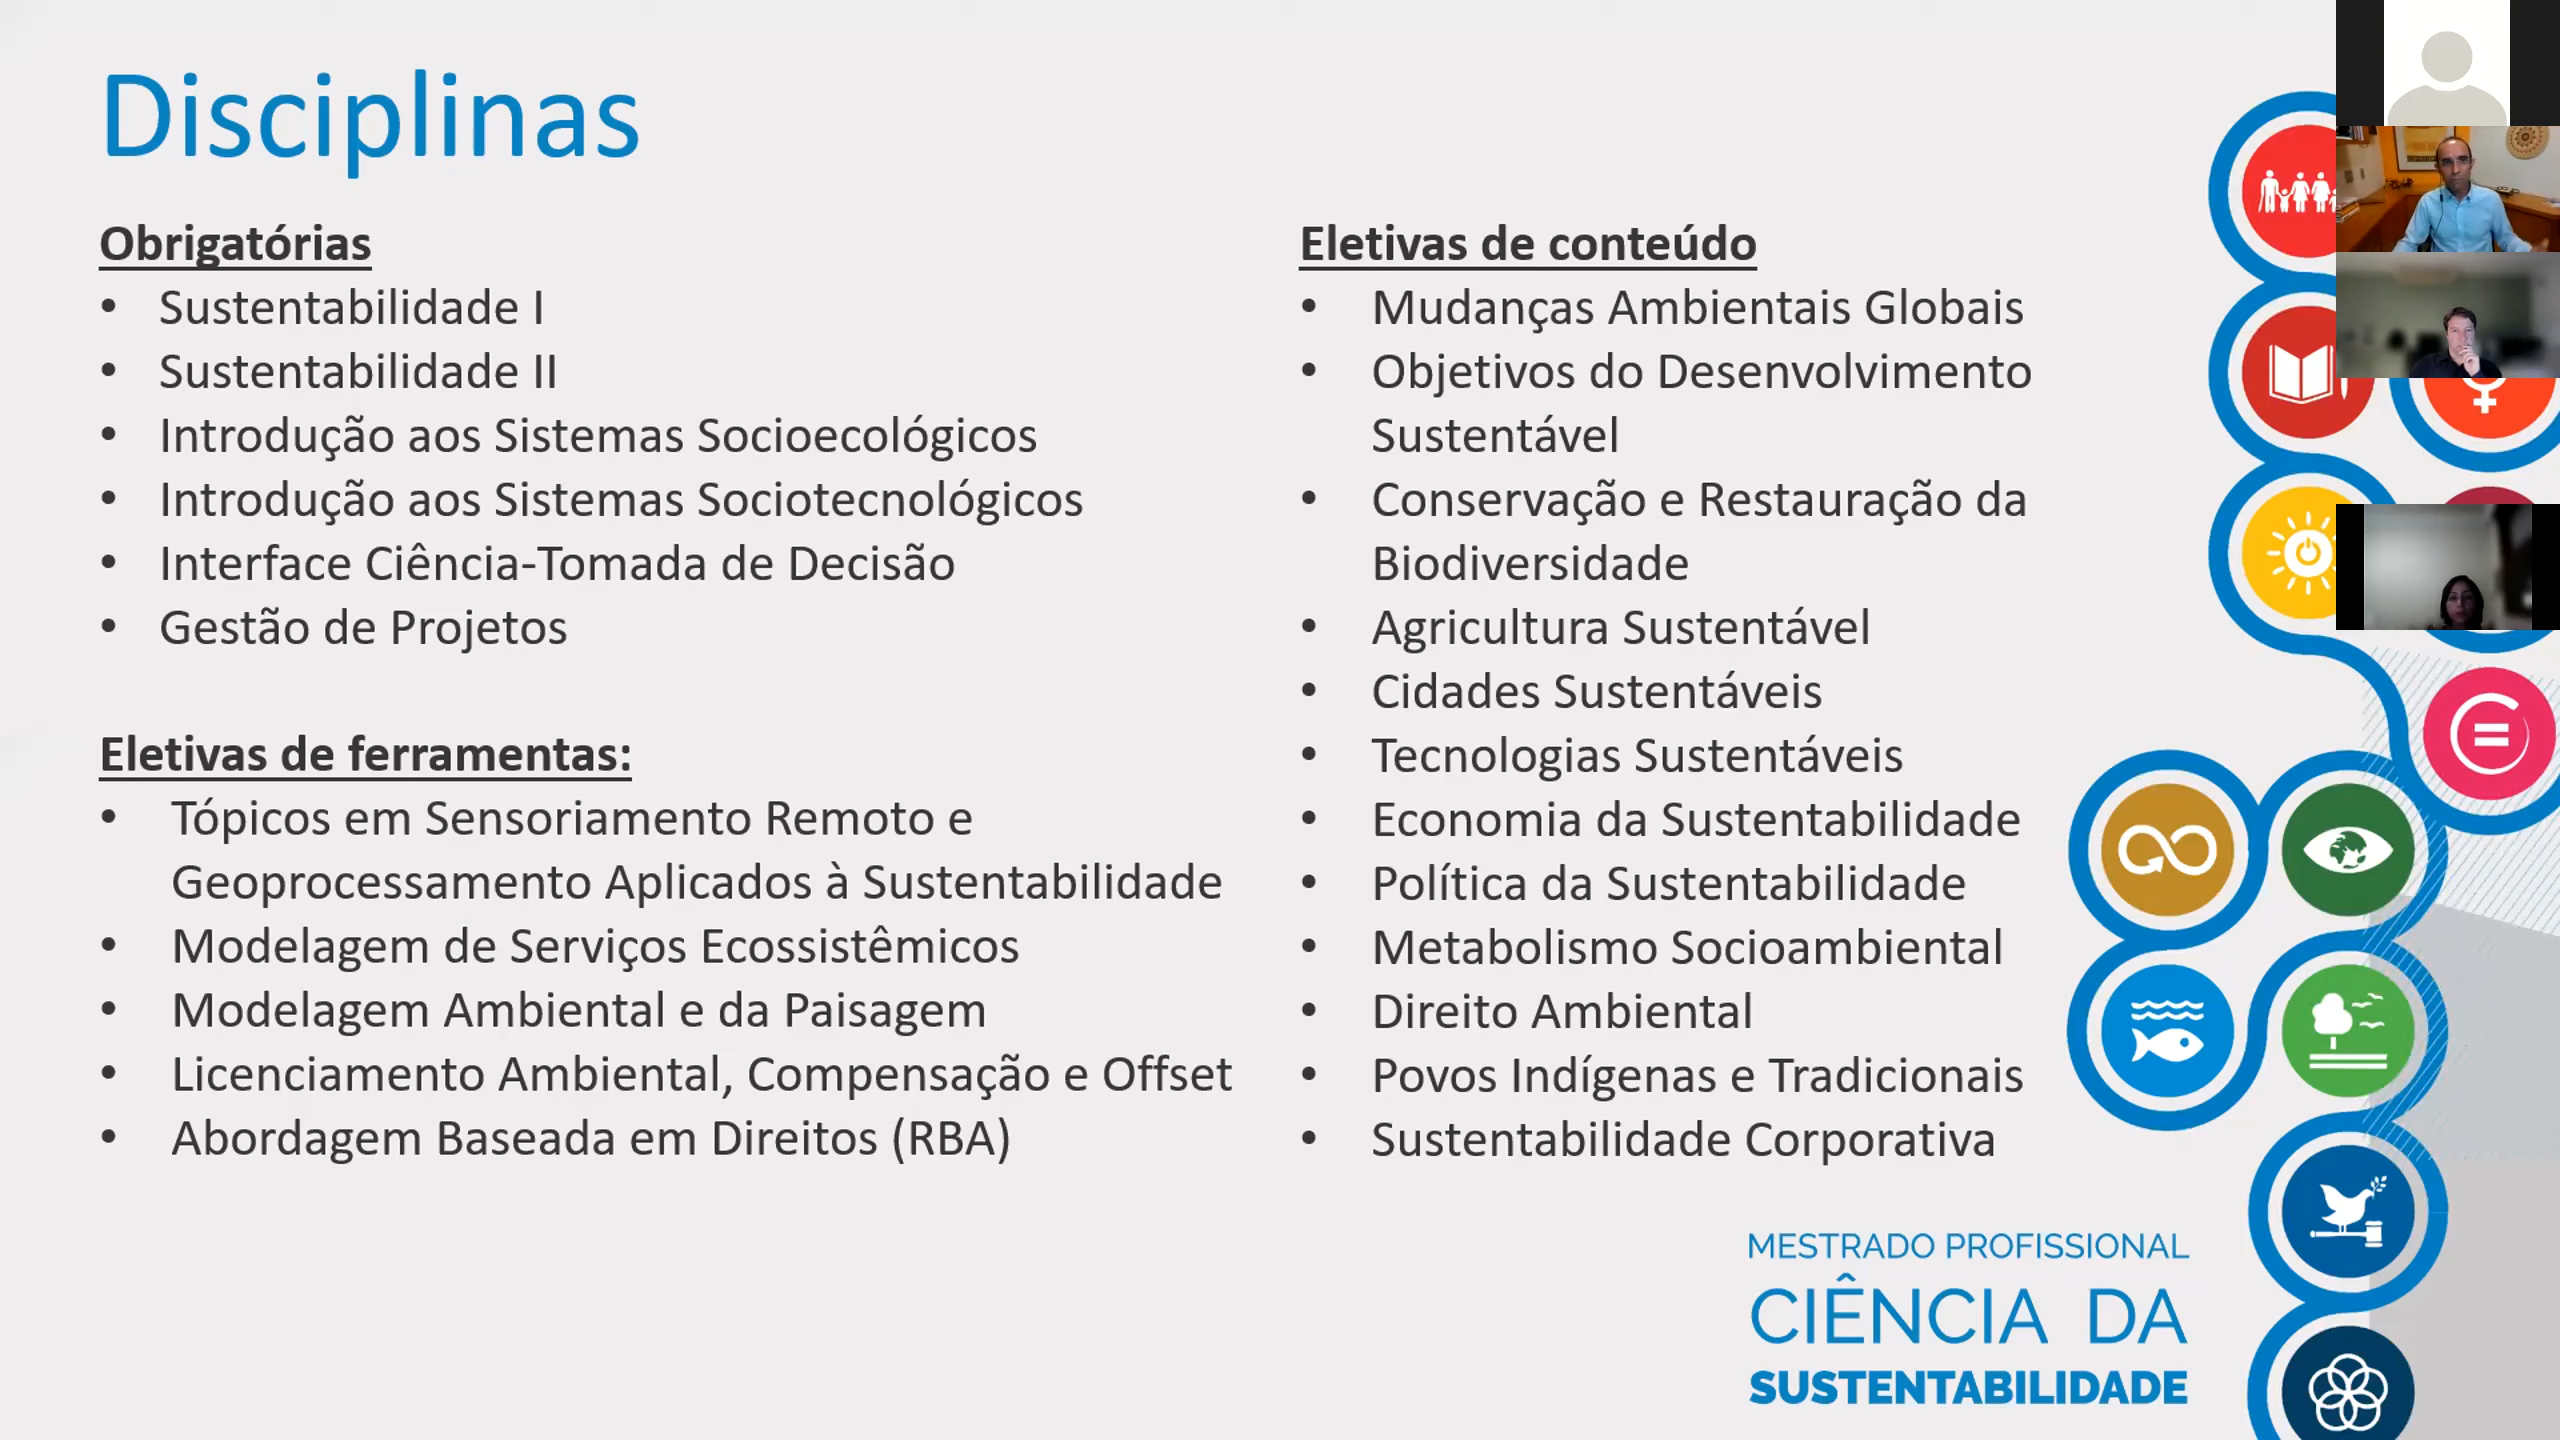 Disciplinas
Obrigatórias
• Sustentabilidade I
• Sustentabilidade II
• Introdução aos Sistemas Socioecológicos
• Introdução aos Sistemas Sociotecnológicos
• Interface Ciência-Tomada de Decisão
• Gestão de Projetos
Eletivas de ferramentas:
• Tópicos em Sensoriamento Remoto e
Geoprocessamento Aplicados à Sustentabilidade
• Modelagem de Serviços Ecossistêmicos
• Modelagem Ambiental e da Paisagem
• Licenciamento Ambiental, Compensação e Offset
• Abordagem Baseada em Direitos (RBA)
Eletivas de conteúdo
• Mudanças Ambientais Globais
• Objetivos do Desenvolvimento
Sustentável
• Conservação e Restauração da
Biodiversidade
• Agricultura Sustentável
• Cidades Sustentáveis
• Tecnologias Sustentáveis
• Economia da Sustentabilidade
• Política da Sustentabilidade
• Metabolismo Socioambiental
• Direito Ambiental
• Povos Indígenas e Tradicionais
• Sustentabilidade Corporativa
MESTRADO PROFISSIONAL
CIÊNCIA DA
SUSTENTABILIDADE